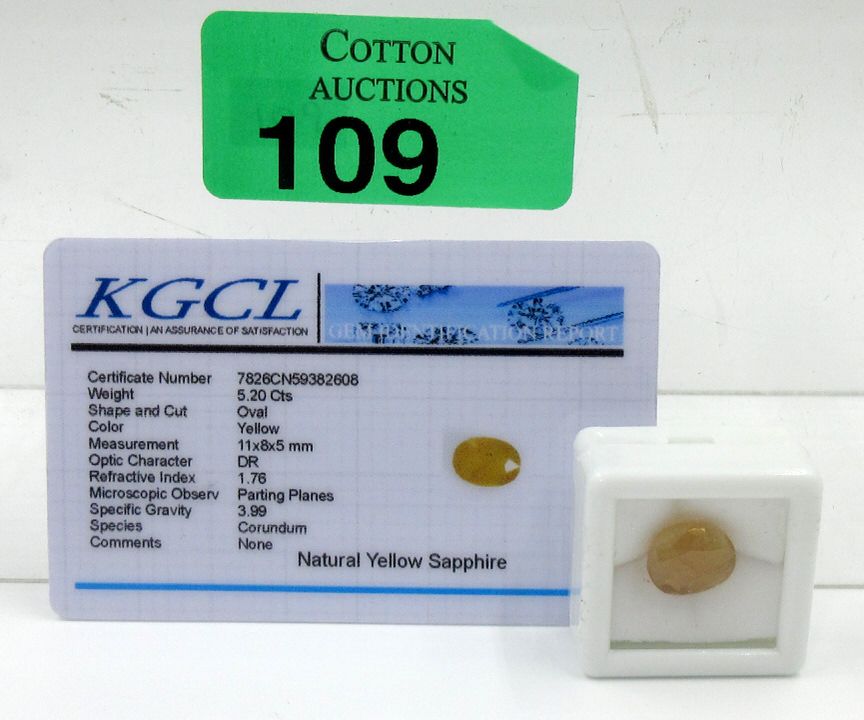 COTTON
AUCTIONS
109
KGCL
CERTIFICATION | AN ASSURANCE OF SATISFACTION
GEM IDENTIFICATION REPORT
Certificate Number 7826CN59382608
Weight 5.20 Cts
Shape and Cut Oval
Color Yellow
Measurement 11x8x5 mm
Optic Character DR
Refractive Index 1.76
Microscopic Observ Parting Planes
Specific Gravity 3.99
Species Corundum
Comments None
Natural Yellow Sapphire